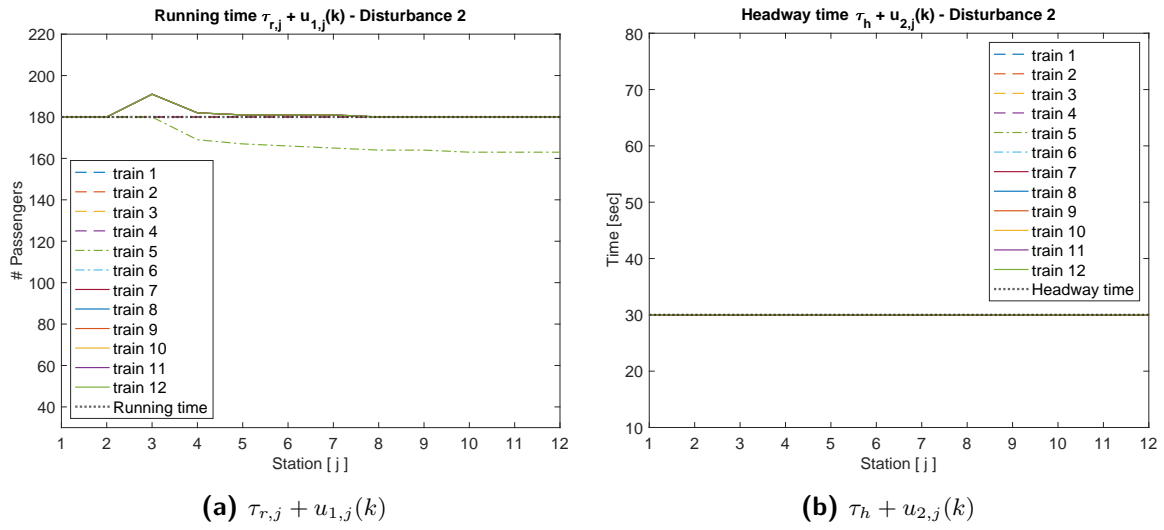 Running time τr,j + u1,j(k) - Disturbance 2
220
200
180
160
140
120
100
80
60
40
# Passengers
train 1
train 2
train 3
train 4
train 5
train 6
train 7
train 8
train 9
train 10
train 11
train 12
Running time
1 2 3 4 5 6 7 8 9 10 11 12
Station [ j ]
(a) τr,j + u1,j(k)
Headway time τh + u2,j(k) - Disturbance 2
80
70
60
50
40
30
20
10
Time [sec]
train 1
train 2
train 3
train 4
train 5
train 6
train 7
train 8
train 9
train 10
train 11
train 12
Headway time
1 2 3 4 5 6 7 8 9 10 11 12
Station [ j ]
(b) τh + u2,j(k)